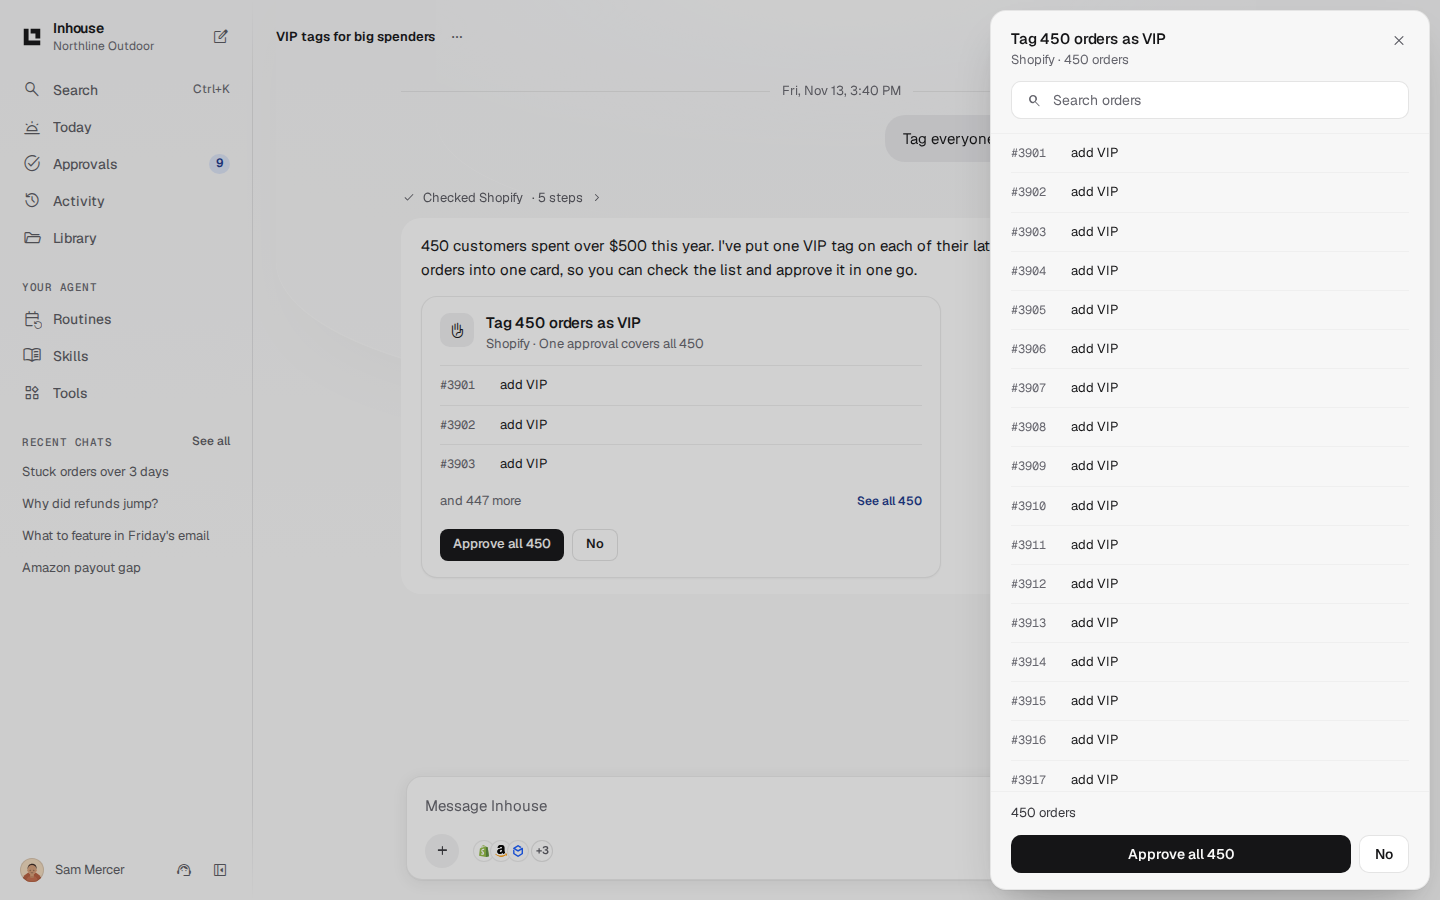 Inhouse
Northline Outdoor
Search Ctrl+K
Today
Approvals 9
Activity
Library
YOUR AGENT
Routines
Skills
Tools
RECENT CHATS See all
Stuck orders over 3 days
Why did refunds jump?
What to feature in Friday's email
Amazon payout gap
Sam Mercer
VIP tags for big spenders
Fri, Nov 13, 3:40 PM
Tag everyone
Checked Shopify · 5 steps
450 customers spent over $500 this year. I've put one VIP tag on each of their lat
orders into one card, so you can check the list and approve it in one go.
Tag 450 orders as VIP
Shopify · One approval covers all 450
#3901 add VIP
#3902 add VIP
#3903 add VIP
and 447 more See all 450
Approve all 450 No
Message Inhouse
+3
Tag 450 orders as VIP
Shopify · 450 orders
Search orders
#3901 add VIP
#3902 add VIP
#3903 add VIP
#3904 add VIP
#3905 add VIP
#3906 add VIP
#3907 add VIP
#3908 add VIP
#3909 add VIP
#3910 add VIP
#3911 add VIP
#3912 add VIP
#3913 add VIP
#3914 add VIP
#3915 add VIP
#3916 add VIP
#3917 add VIP
450 orders
Approve all 450 No